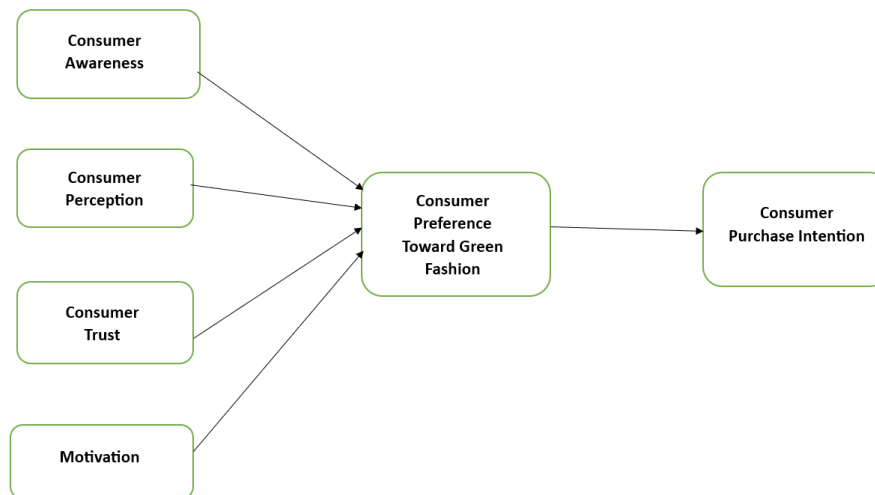 Consumer
Awareness
Consumer
Perception
Consumer
Trust
Motivation
Consumer
Preference
Toward Green
Fashion
Consumer
Purchase Intention